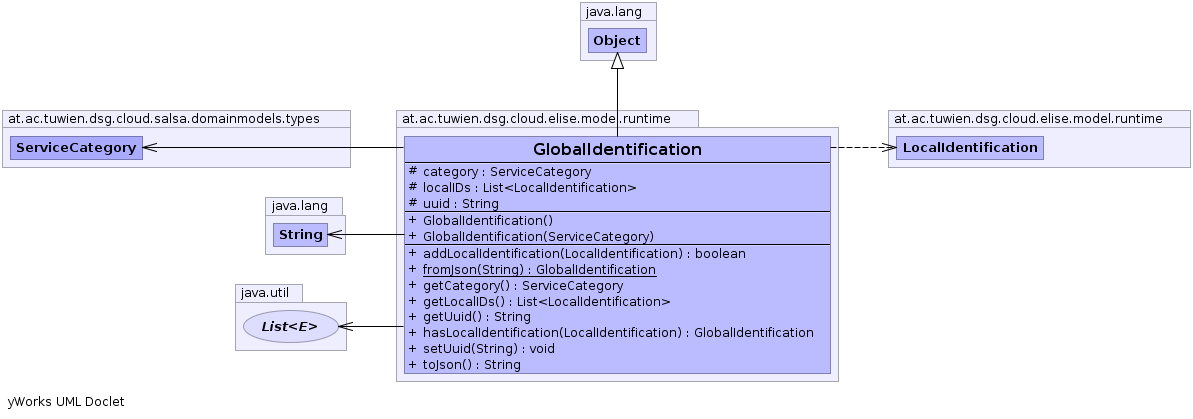 java.lang
Object
at.ac.tuwien.dsg.cloud.salsa.domainmodels.types
ServiceCategory
at.ac.tuwien.dsg.cloud.elise.model.runtime
GlobalIdentification
# category : ServiceCategory
# localIDs : List<LocalIdentification>
# uuid : String
+ GlobalIdentification()
+ GlobalIdentification(ServiceCategory)
+ addLocalIdentification(LocalIdentification) : boolean
+ fromJson(String) : GlobalIdentification
+ getCategory() : ServiceCategory
+ getLocalIDs() : List<LocalIdentification>
+ getUuid() : String
+ hasLocalIdentification(LocalIdentification) : GlobalIdentification
+ setUuid(String) : void
+ toJson() : String
at.ac.tuwien.dsg.cloud.elise.model.runtime
LocalIdentification
java.lang
String
java.util
List<E>
yWorks UML Doclet